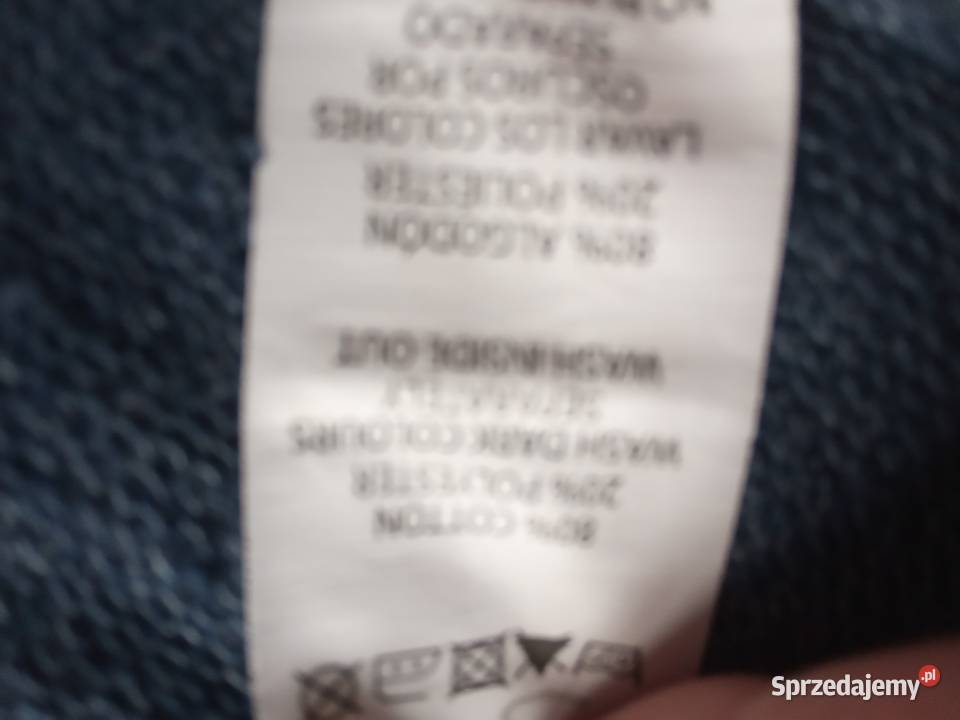 80% COTTON
20% POLYESTER
WASH DARK COLOURS
SEPARATELY
WASH INSIDE OUT
80% ALGODÓN
20% POLIESTER
LAVAR LOS COLORES
OSCUROS POR
SEPARADO
Sprzedajemy.pl